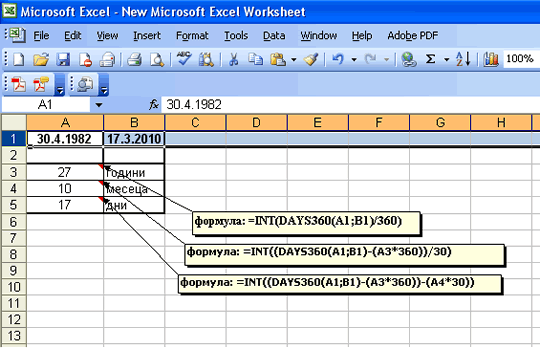 Microsoft Excel - New Microsoft Excel Worksheet
File Edit View Insert Format Tools Data Window Help Adobe PDF
100%
A1 fx 30.4.1982
A B C D E F G H
1 30.4.1982 17.3.2010
2
3 27 години
4 10 месеца
5 17 дни
6 формула: =INT(DAYS360(A1;B1)/360)
7
8 формула: =INT((DAYS360(A1;B1)-(A3*360))/30)
9
10 формула: =INT((DAYS360(A1;B1)-(A3*360))-(A4*30))
11
12
13